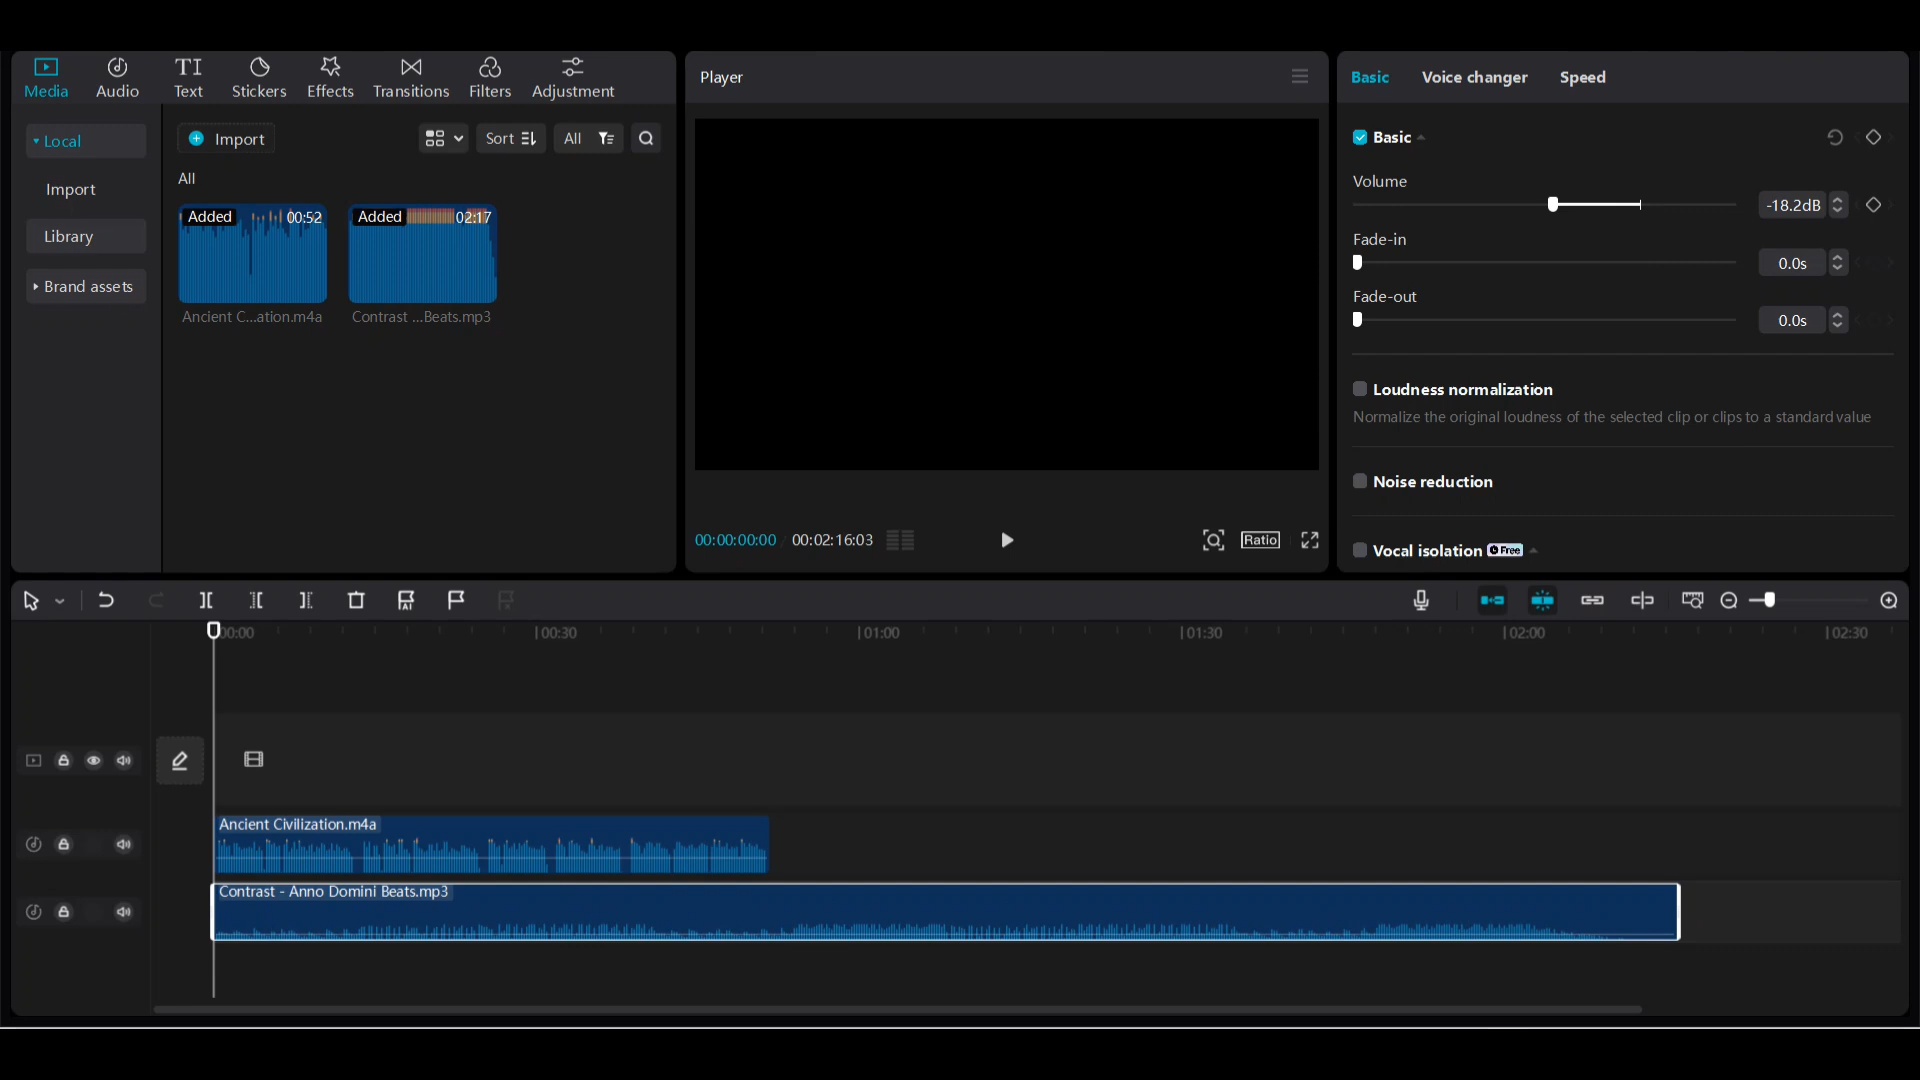 Media
Audio
Text
Stickers
Effects
Transitions
Filters
Adjustment
Local
Import
Library
Brand assets
Import
Sort
All
All
Added 00:52
Ancient C...ation.m4a
Added 02:17
Contrast ...Beats.mp3
Player
00:00:00:00 00:02:16:03
Ratio
Basic Voice changer Speed
Basic
Volume
-18.2dB
Fade-in
0.0s
Fade-out
0.0s
Loudness normalization
Normalize the original loudness of the selected clip or clips to a standard value
Noise reduction
Vocal isolation Free
00:00 00:30 01:00 01:30 02:00 02:30
Ancient Civilization.m4a
Contrast - Anno Domini Beats.mp3